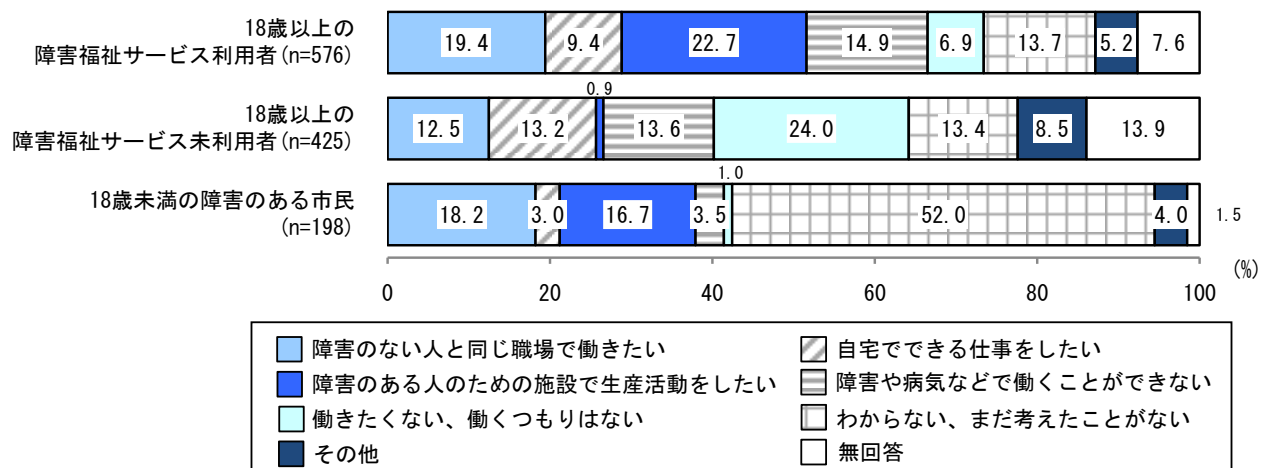 18歳以上の
障害福祉サービス利用者(n=576)
19.4 9.4 22.7 14.9 6.9 13.7 5.2 7.6
0.9
18歳以上の
障害福祉サービス未利用者(n=425)
12.5 13.2 13.6 24.0 13.4 8.5 13.9
1.0
18歳未満の障害のある市民
(n=198)
18.2 3.0 16.7 3.5 52.0 4.0 1.5
(%)
0 20 40 60 80 100
障害のない人と同じ職場で働きたい 自宅でできる仕事をしたい
障害のある人のための施設で生産活動をしたい 障害や病気などで働くことができない
働きたくない、働くつもりはない わからない、まだ考えたことがない
その他 無回答